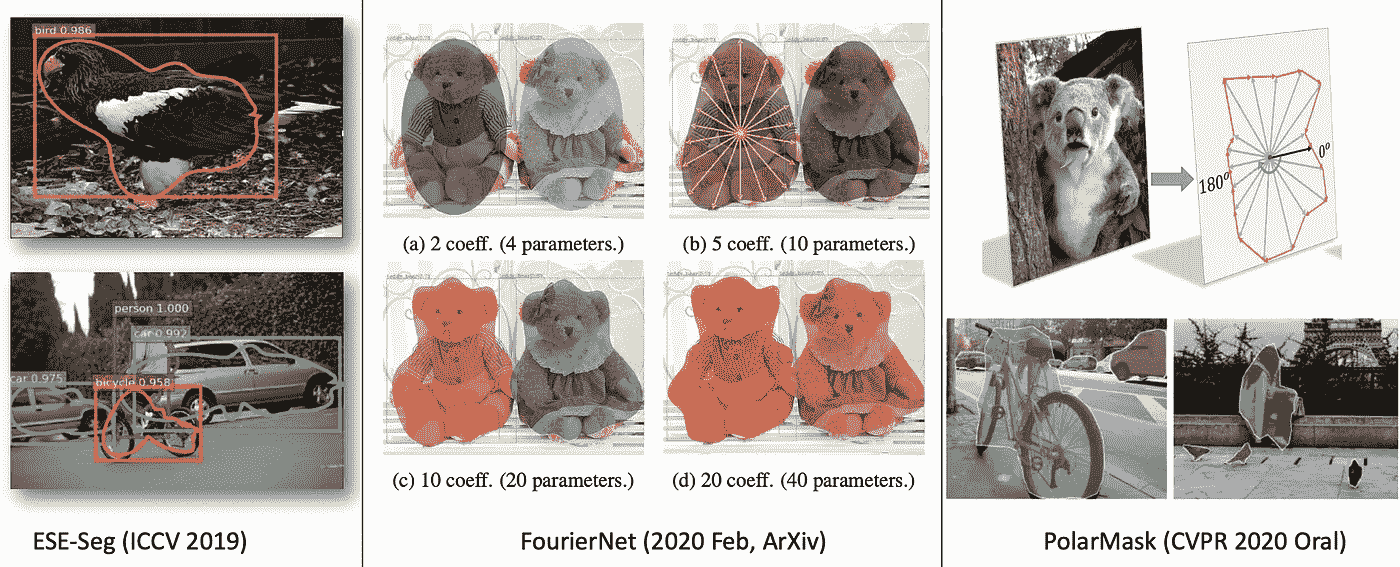 bird 0.986
person 1.000
car 0.992
car 0.975
bicycle 0.958
ESE-Seg (ICCV 2019)
(a) 2 coeff. (4 parameters.)
(b) 5 coeff. (10 parameters.)
(c) 10 coeff. (20 parameters.)
(d) 20 coeff. (40 parameters.)
FourierNet (2020 Feb, ArXiv)
0°
180°
PolarMask (CVPR 2020 Oral)